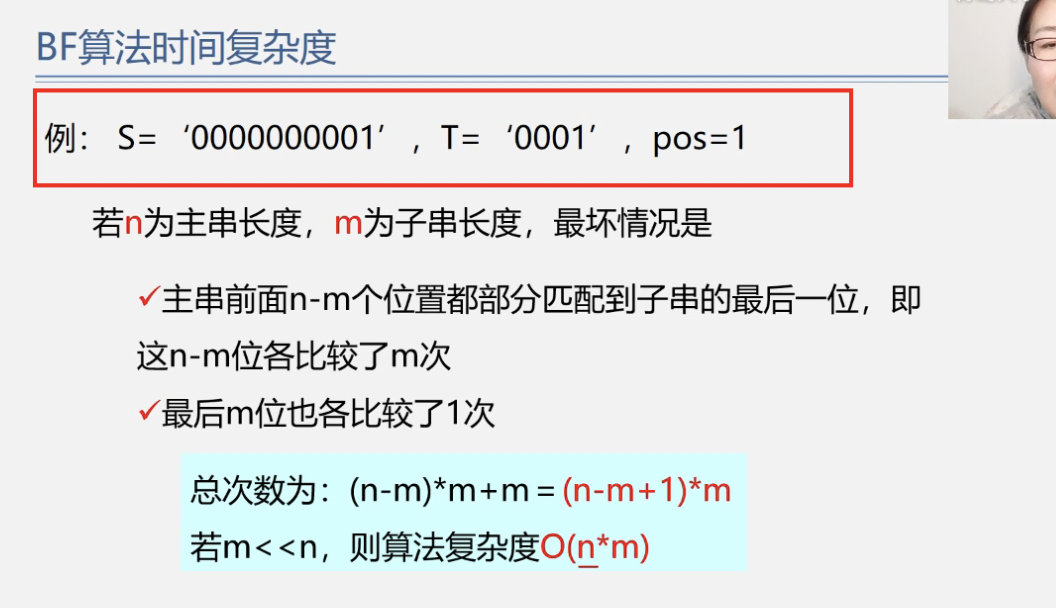 BF算法时间复杂度
例： S= ‘0000000001’ ，T= ‘0001’ ，pos=1
若n为主串长度，m为子串长度，最坏情况是
✓主串前面n-m个位置都部分匹配到子串的最后一位，即
这n-m位各比较了m次
✓最后m位也各比较了1次
总次数为：(n-m)*m+m＝(n-m+1)*m
若m<<n，则算法复杂度O(n*m)